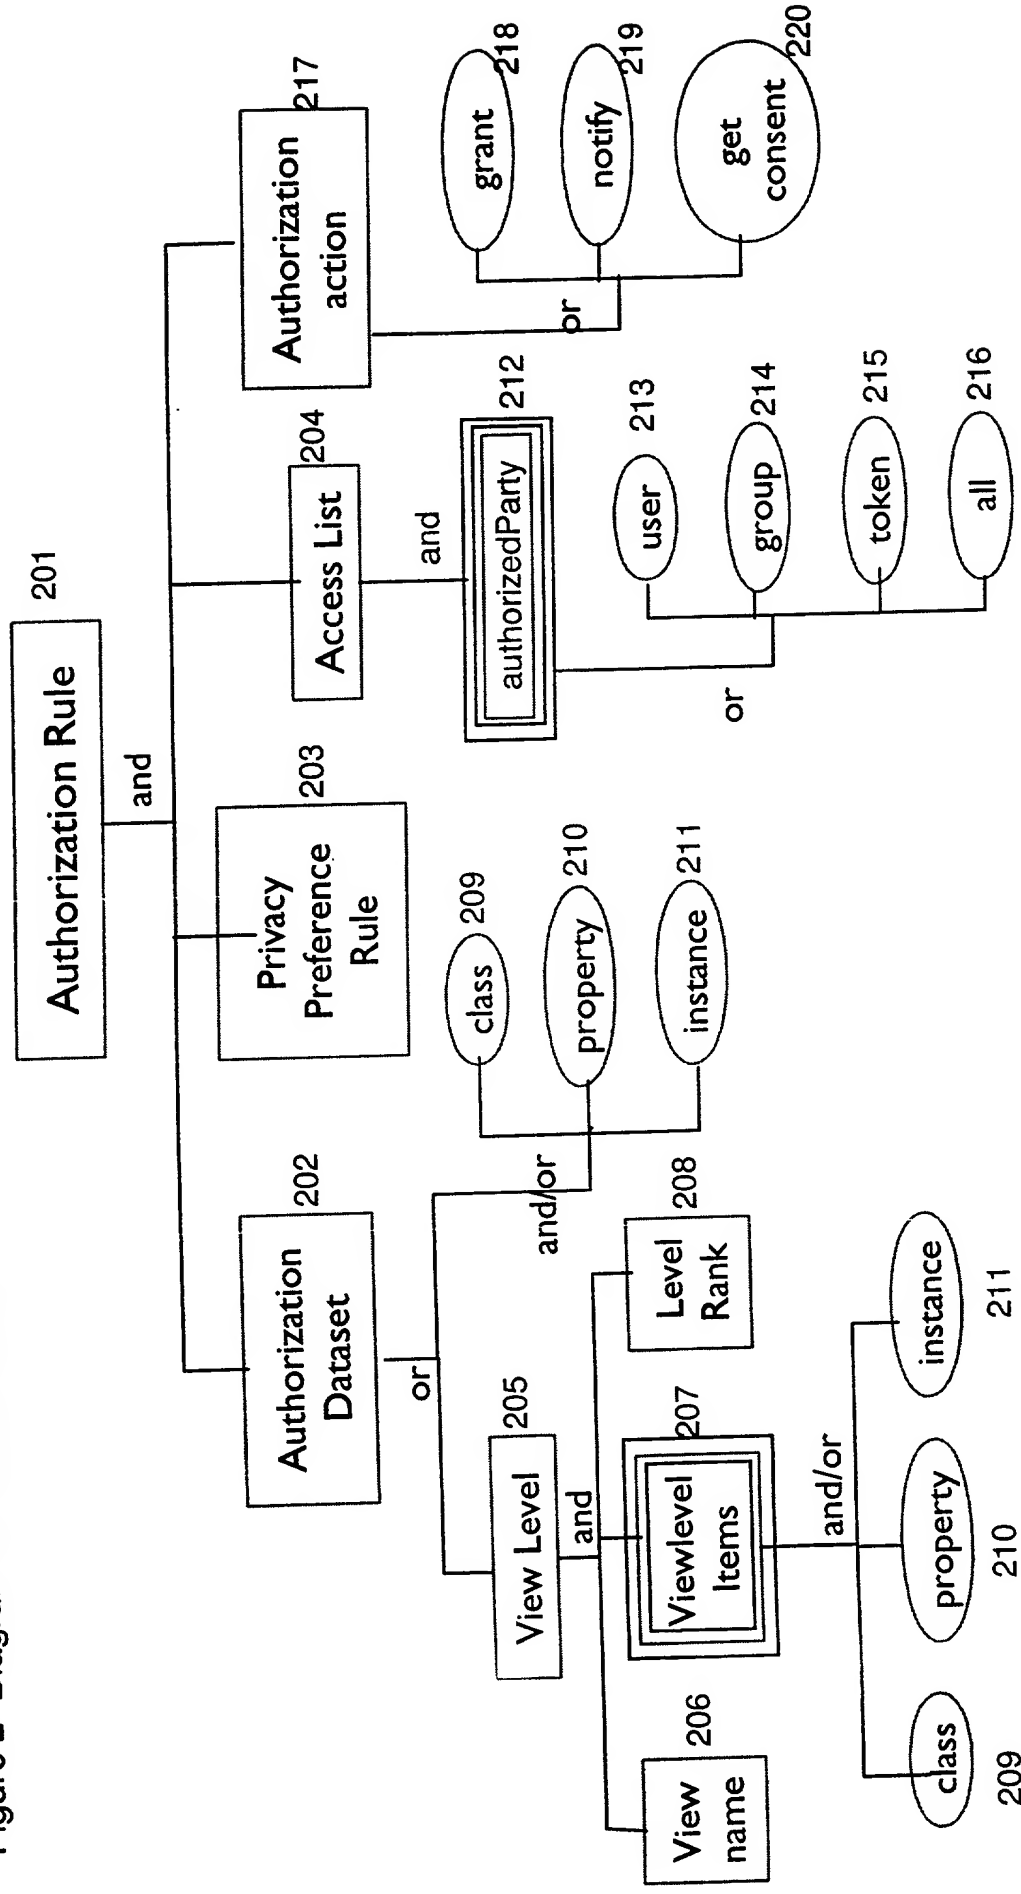 Figure 2
Authorization Rule
201
and
Authorization
Dataset
202
Privacy
Preference
Rule
203
Access List
204
Authorization
action
217
or
View Level
205
and/or
class
209
property
210
instance
211
and
View
name
206
Viewlevel
Items
207
Level
Rank
208
and/or
class
209
property
210
instance
211
and
authorizedParty
212
or
user
213
group
214
token
215
all
216
or
grant
218
notify
219
get
consent
220